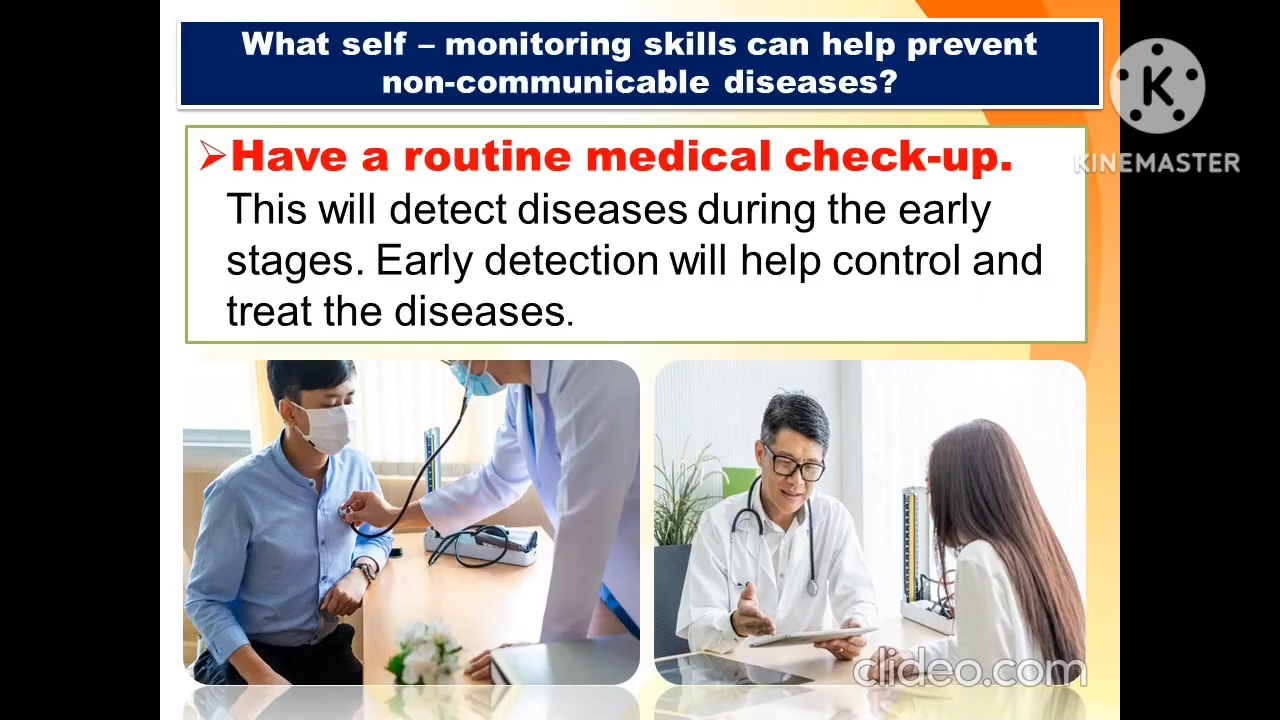 What self – monitoring skills can help prevent
non-communicable diseases?
K
KINEMASTER
➢Have a routine medical check-up.
This will detect diseases during the early
stages. Early detection will help control and
treat the diseases.
clideo.com